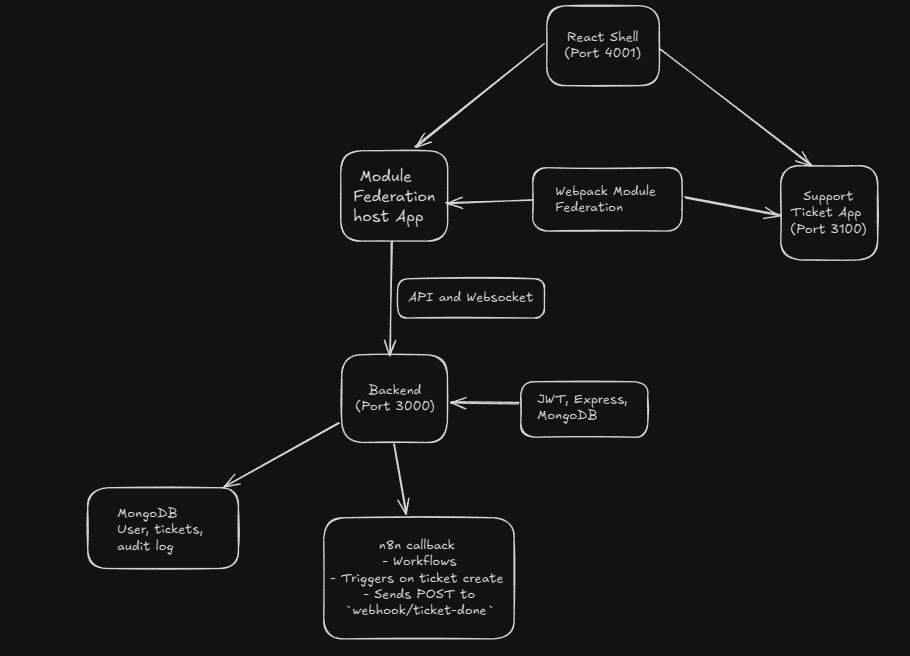 React Shell
(Port 4001)
Module
Federation
host App
Webpack Module
Federation
Support
Ticket App
(Port 3100)
API and Websocket
Backend
(Port 3000)
JWT, Express,
MongoDB
MongoDB
User, tickets,
audit log
n8n callback
- Workflows
- Triggers on ticket create
- Sends POST to
`webhook/ticket-done`